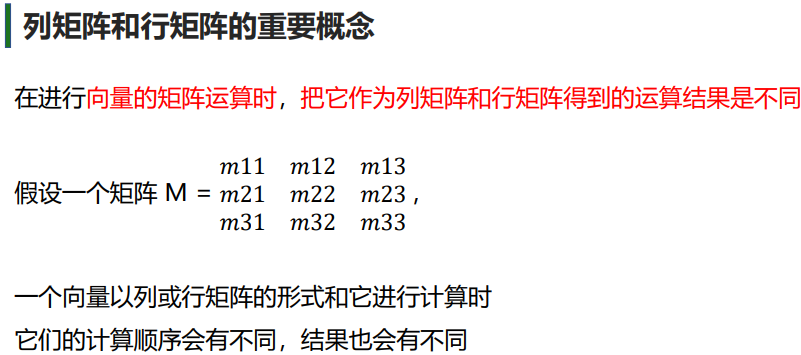 列矩阵和行矩阵的重要概念
在进行向量的矩阵运算时，把它作为列矩阵和行矩阵得到的运算结果是不同
m11 m12 m13
假设一个矩阵 M = m21 m22 m23 ，
m31 m32 m33
一个向量以列或行矩阵的形式和它进行计算时
它们的计算顺序会有不同，结果也会有不同